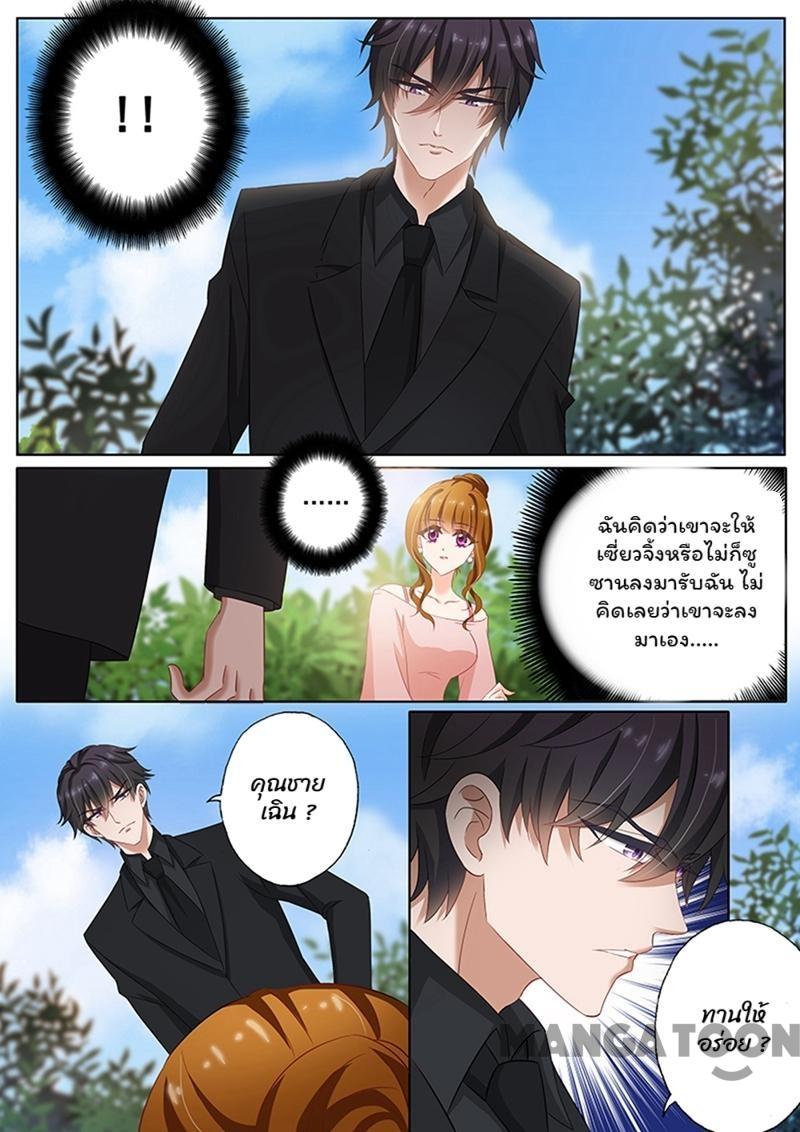 !!
......
ฉันคิดว่าเขาจะให้
เซี่ยวจิ้งหรือไม่ก็ซู
ซานลงมารับฉัน ไม่
คิดเลยว่าเขาจะลง
มาเอง.....
คุณชาย
เฉิน ?
ทานให้
อร่อย ?
MANGATOON